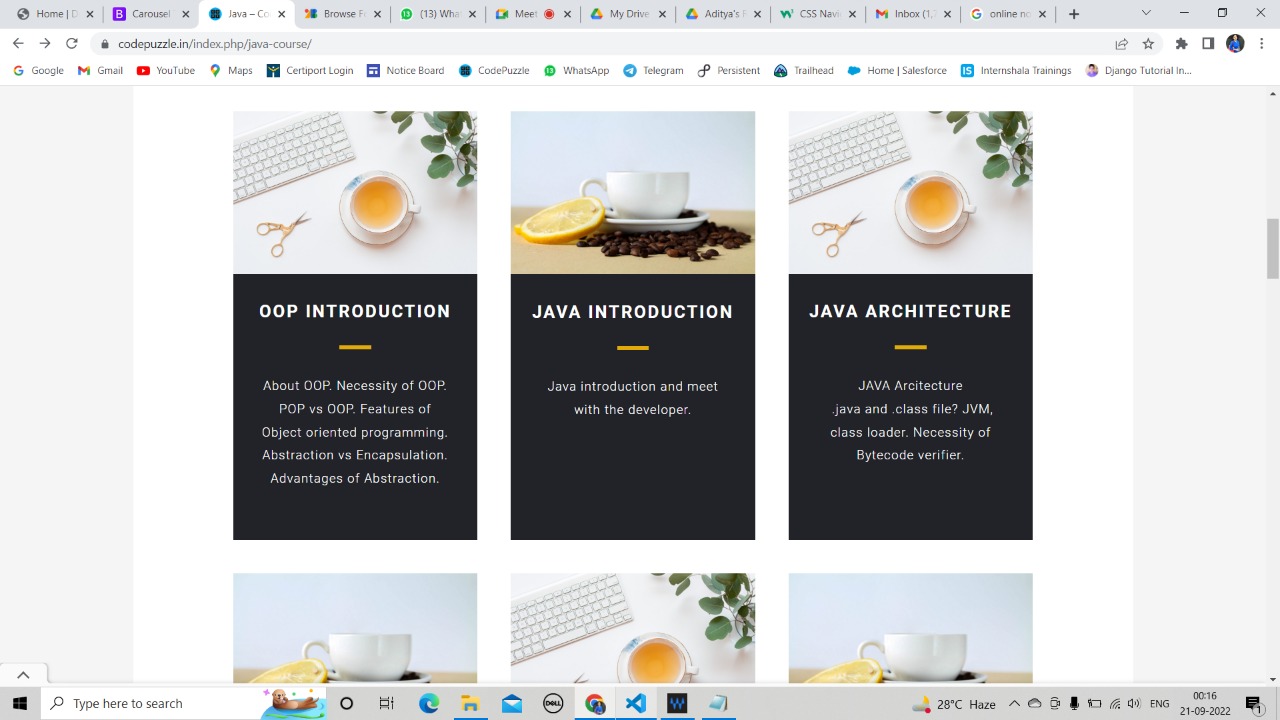 Home | D
Carousel
Java – Co
Browse F
(13) Wha
Meet
My Drive
Aditya's F
CSS Navi
Inbox (1,
online no
codepuzzle.in/index.php/java-course/
Google
Gmail
YouTube
Maps
Certiport Login
Notice Board
CodePuzzle
WhatsApp
Telegram
Persistent
Trailhead
Home | Salesforce
Internshala Trainings
Django Tutorial In...
OOP INTRODUCTION
About OOP. Necessity of OOP.
POP vs OOP. Features of
Object oriented programming.
Abstraction vs Encapsulation.
Advantages of Abstraction.
JAVA INTRODUCTION
Java introduction and meet
with the developer.
JAVA ARCHITECTURE
JAVA Arcitecture
.java and .class file? JVM,
class loader. Necessity of
Bytecode verifier.
Type here to search
DELL
28°C Haze
ENG
00:16
21-09-2022
1